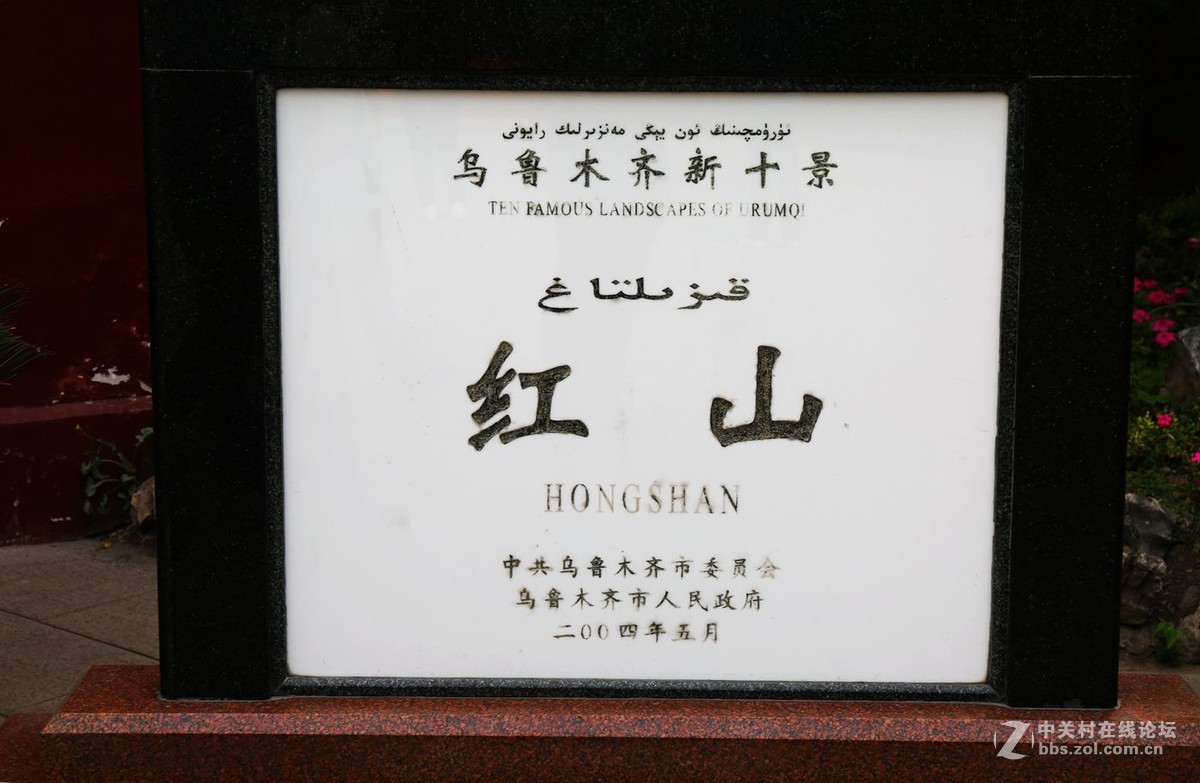 ئۈرۈمچىنىڭ ئون يېڭى مەنزىرلىك رايونى
乌鲁木齐新十景
TEN FAMOUS LANDSCAPES OF URUMQI
قىزىلتاغ
红山
HONGSHAN
中共乌鲁木齐市委员会
乌鲁木齐市人民政府
二00四年五月
中关村在线论坛
bbs.zol.com.cn